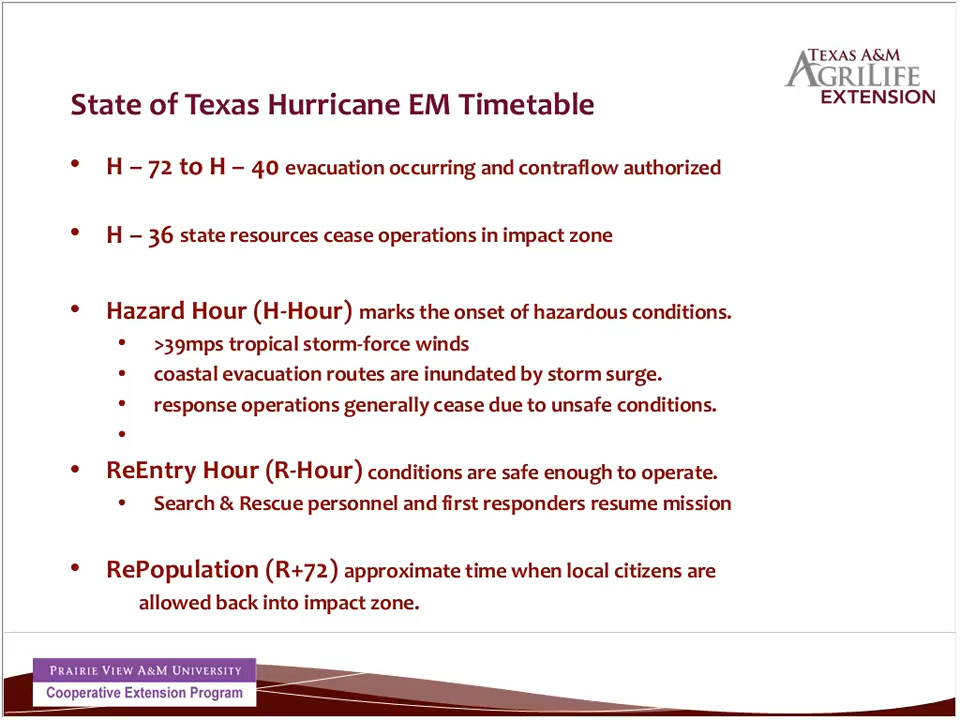 TEXAS A&M
AGRILIFE
EXTENSION
State of Texas Hurricane EM Timetable
• H – 72 to H – 40 evacuation occurring and contraflow authorized
• H – 36 state resources cease operations in impact zone
• Hazard Hour (H-Hour) marks the onset of hazardous conditions.
• >39mps tropical storm-force winds
• coastal evacuation routes are inundated by storm surge.
• response operations generally cease due to unsafe conditions.
•
• ReEntry Hour (R-Hour) conditions are safe enough to operate.
• Search & Rescue personnel and first responders resume mission
• RePopulation (R+72) approximate time when local citizens are
allowed back into impact zone.
PRAIRIE VIEW A&M UNIVERSITY
Cooperative Extension Program